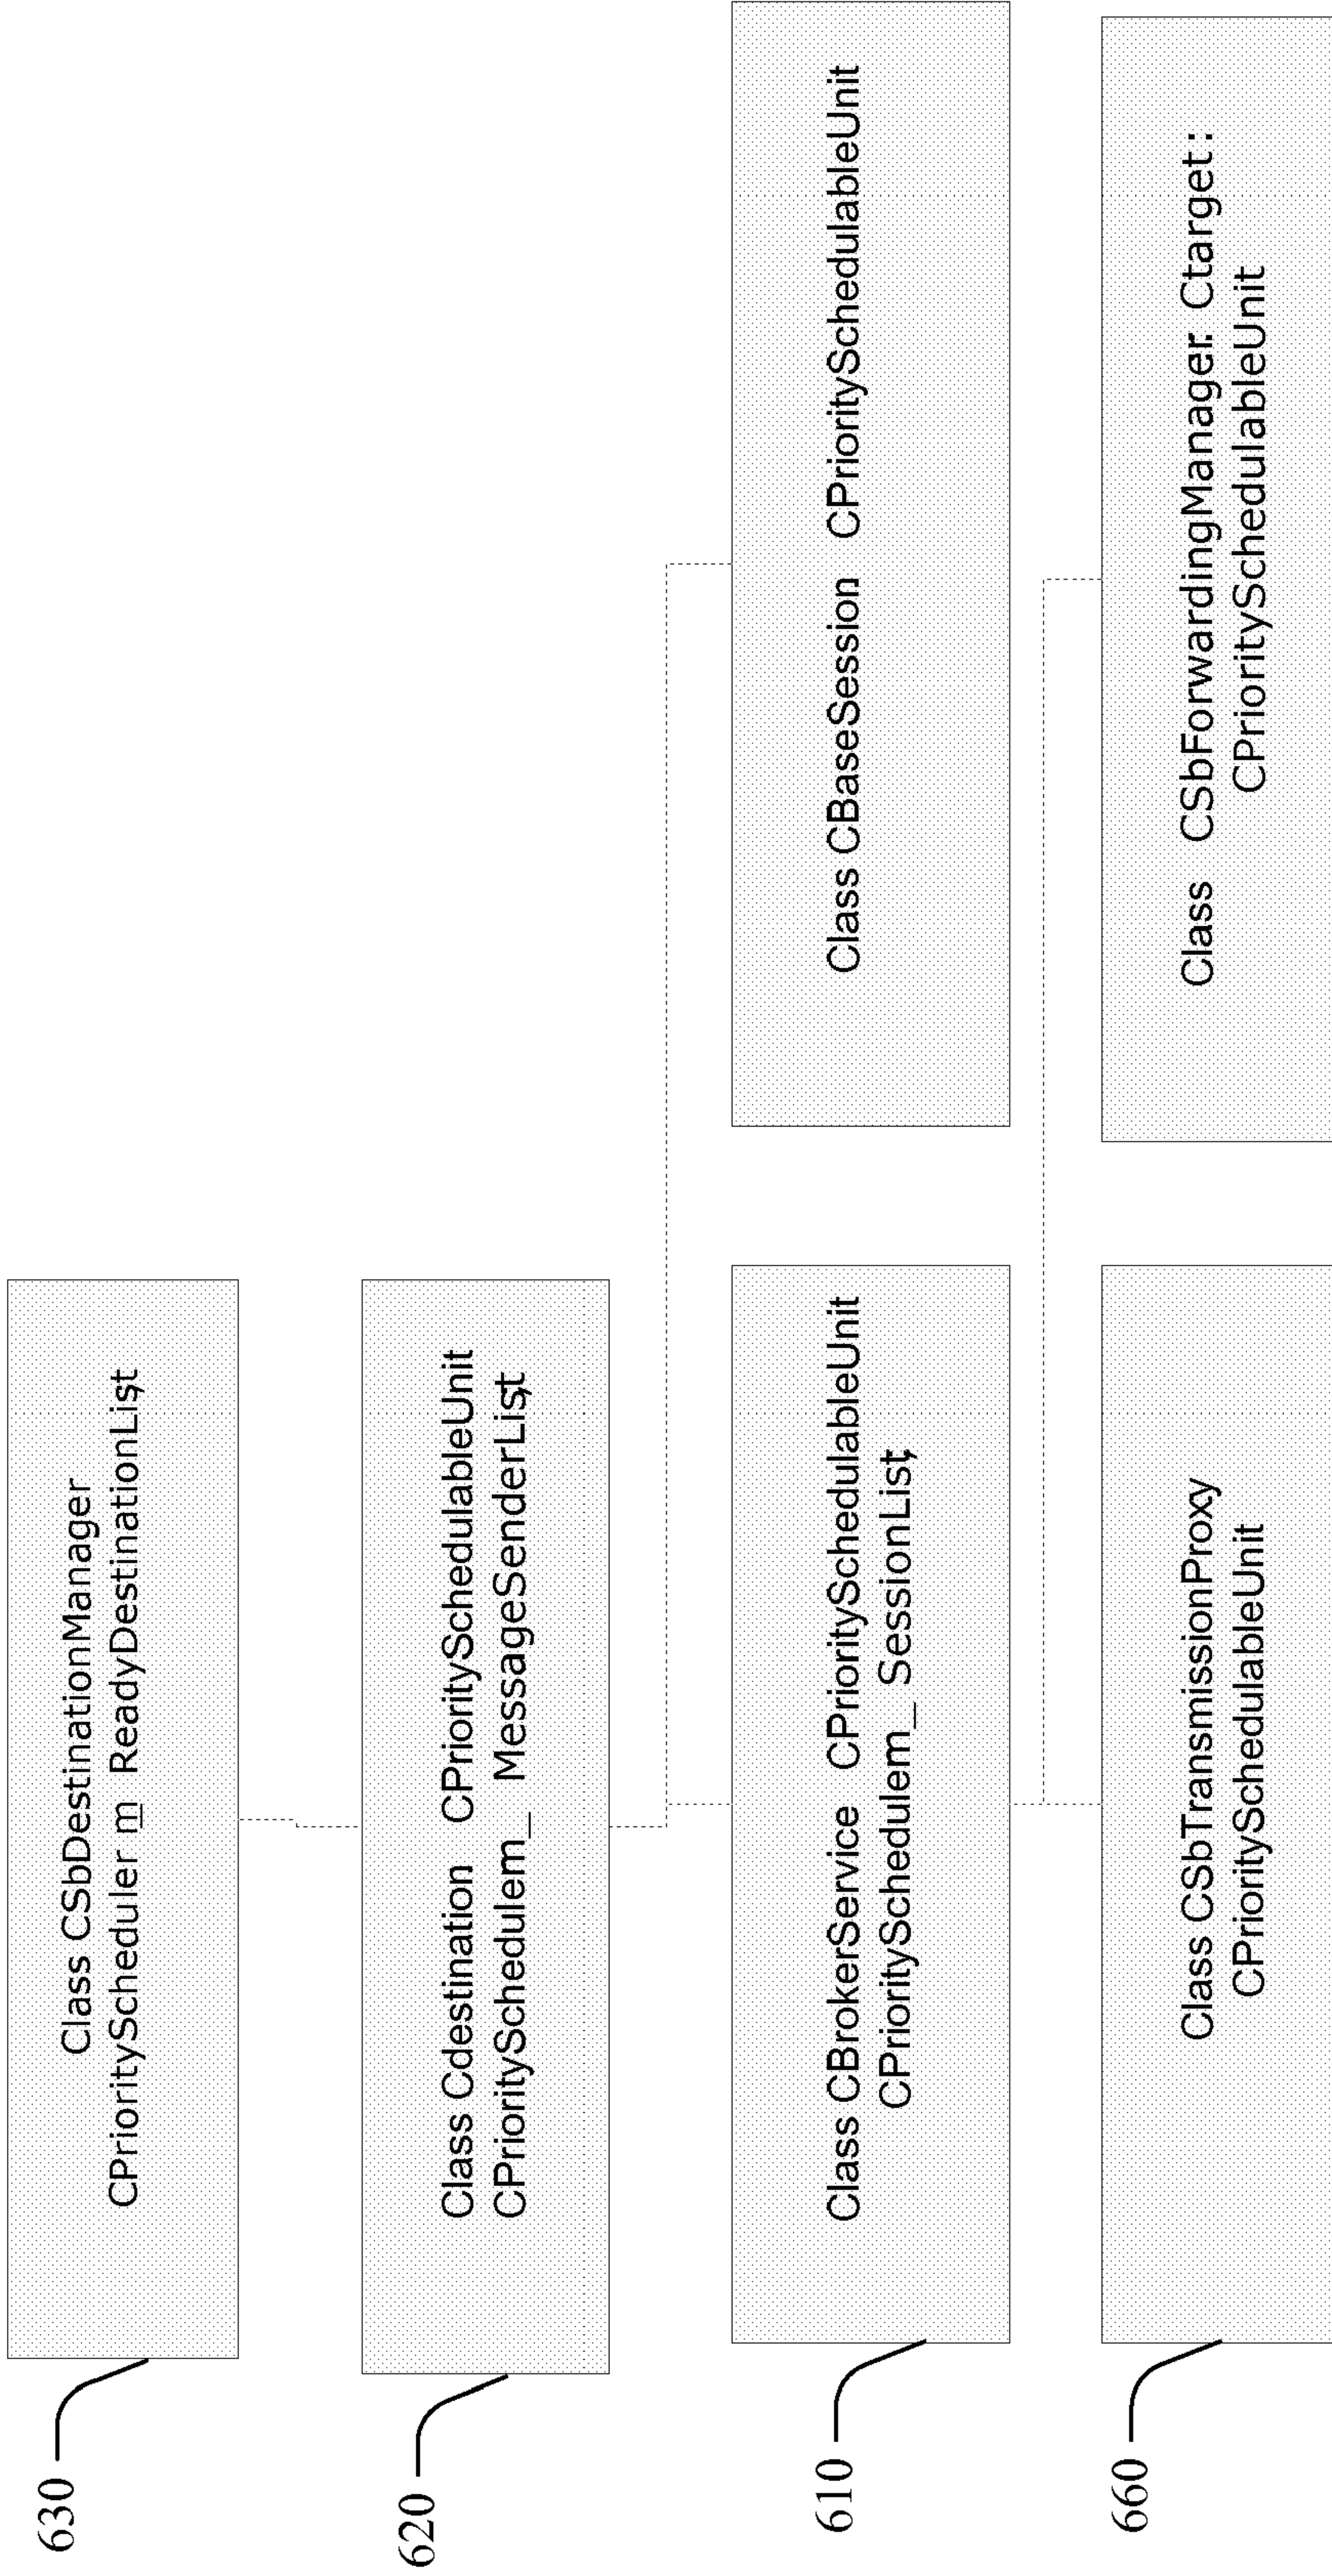 630
Class CSbDestinationManager
CPriorityScheduler m_ReadyDestinationList;
620
Class Cdestination CPrioritySchedulableUnit
CPrioritySchedulem_ MessageSenderList;
610
Class CBrokerService CPrioritySchedulableUnit
CPrioritySchedulem_ SessionList;
Class CBaseSession CPrioritySchedulableUnit
660
Class CSbTransmissionProxy
CPrioritySchedulableUnit
Class CSbForwardingManager: Ctarget :
CPrioritySchedulableUnit